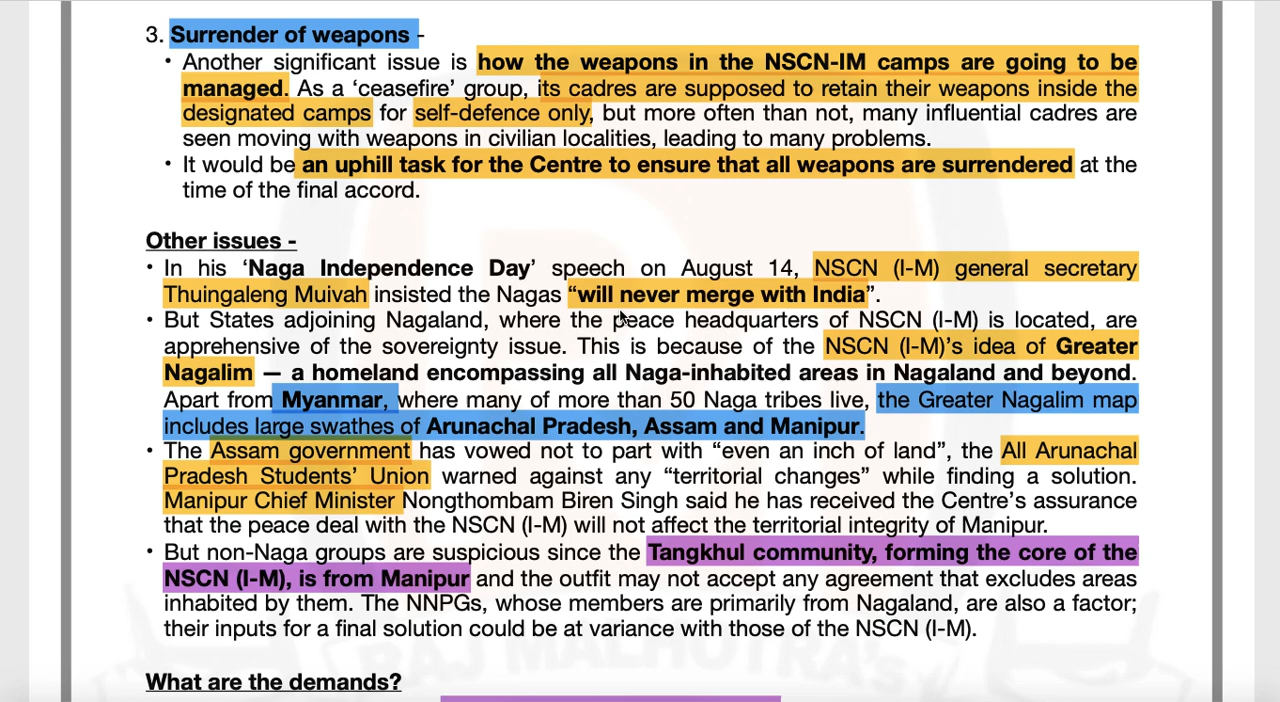 3. Surrender of weapons -
• Another significant issue is how the weapons in the NSCN-IM camps are going to be
managed. As a ‘ceasefire’ group, its cadres are supposed to retain their weapons inside the
designated camps for self-defence only, but more often than not, many influential cadres are
seen moving with weapons in civilian localities, leading to many problems.
• It would be an uphill task for the Centre to ensure that all weapons are surrendered at the
time of the final accord.
Other issues -
• In his ‘Naga Independence Day’ speech on August 14, NSCN (I-M) general secretary
Thuingaleng Muivah insisted the Nagas “will never merge with India”.
• But States adjoining Nagaland, where the peace headquarters of NSCN (I-M) is located, are
apprehensive of the sovereignty issue. This is because of the NSCN (I-M)’s idea of Greater
Nagalim — a homeland encompassing all Naga-inhabited areas in Nagaland and beyond.
Apart from Myanmar, where many of more than 50 Naga tribes live, the Greater Nagalim map
includes large swathes of Arunachal Pradesh, Assam and Manipur.
• The Assam government has vowed not to part with “even an inch of land”, the All Arunachal
Pradesh Students’ Union warned against any “territorial changes” while finding a solution.
Manipur Chief Minister Nongthombam Biren Singh said he has received the Centre’s assurance
that the peace deal with the NSCN (I-M) will not affect the territorial integrity of Manipur.
• But non-Naga groups are suspicious since the Tangkhul community, forming the core of the
NSCN (I-M), is from Manipur and the outfit may not accept any agreement that excludes areas
inhabited by them. The NNPGs, whose members are primarily from Nagaland, are also a factor;
their inputs for a final solution could be at variance with those of the NSCN (I-M).
RAJ MALHOTRA'S
What are the demands?